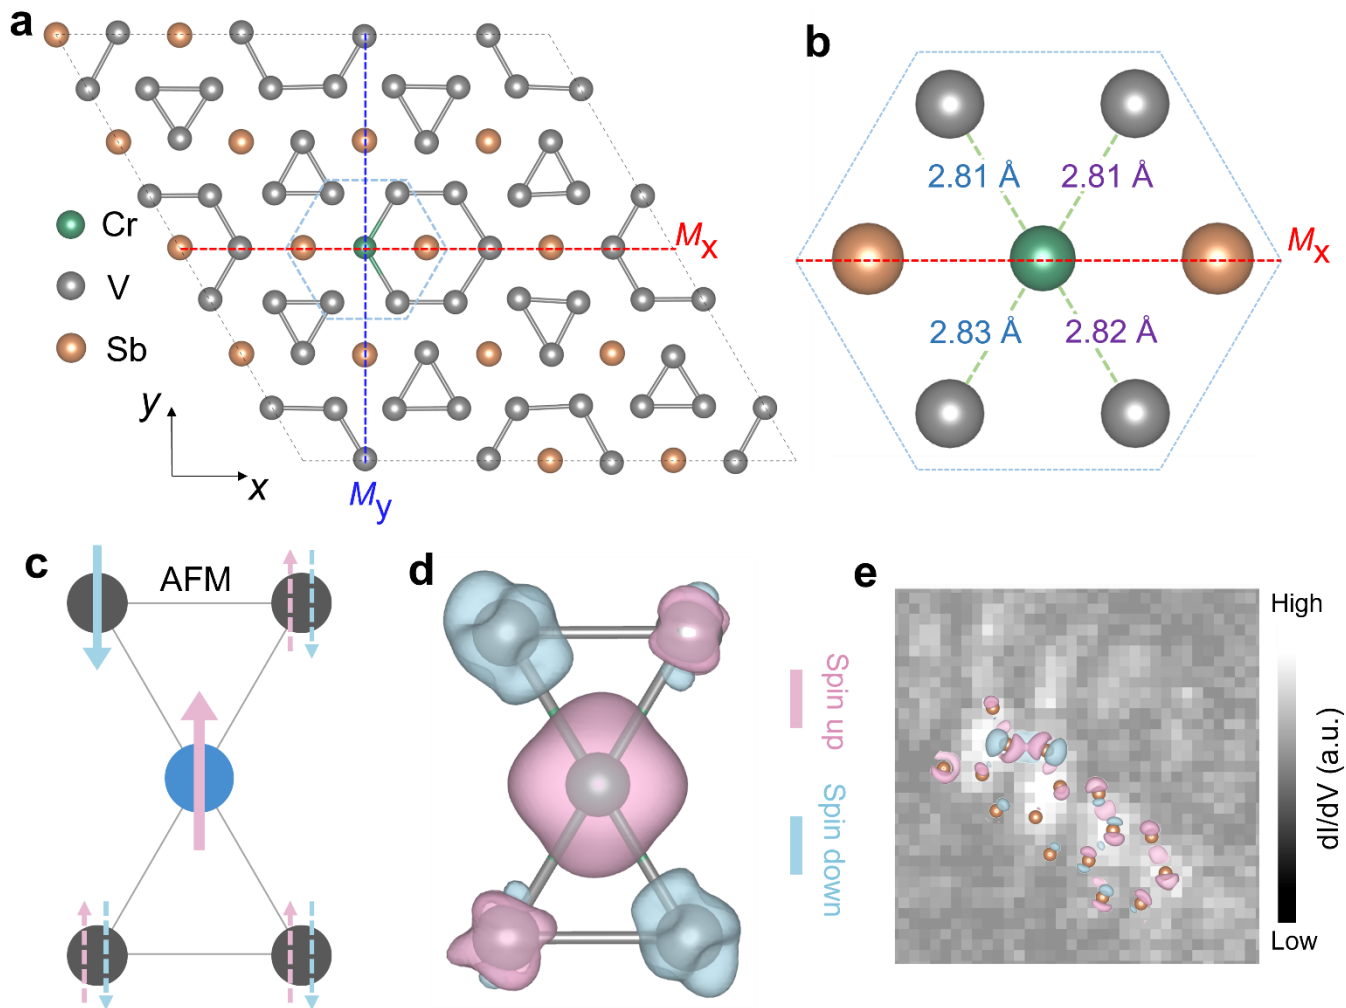 a
Cr
V
Sb
y
x
Mx
My
b
2.81 Å
2.81 Å
2.83 Å
2.82 Å
Mx
c
AFM
d
Spin up
Spin down
e
High
Low
dI/dV (a.u.)